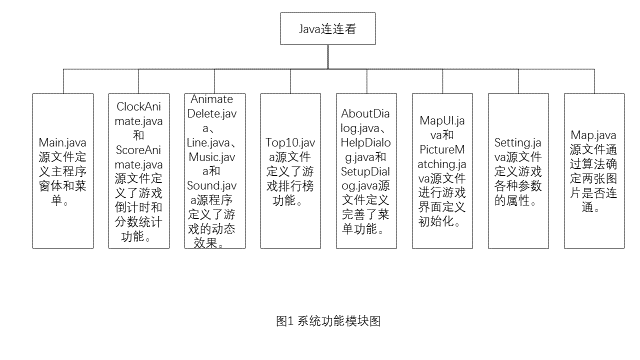 Java连连看
Main.java
源文件定
义主程序
窗体和菜
单。
ClockAni
mate.java
和
ScoreAni
mate.java
源文件定
义了游戏
倒计时和
分数统计
功能。
Animate
Delete.jav
a、
Line.java、
Music.jav
a和
Sound.jav
a源程序
定义了游
戏的动态
效果。
Top10.jav
a源文件
定义了游
戏排行榜
功能。
AboutDia
log.java、
HelpDialo
g.java和
SetupDial
og.java源
文件定义
完善了菜
单功能。
MapUI.ja
va和
PictureM
atching.ja
va源文件
进行游戏
界面定义
初始化。
Setting.ja
va源文件
定义游戏
各种参数
的属性。
Map.java
源文件通
过算法确
定两张图
片是否连
通。
图1 系统功能模块图